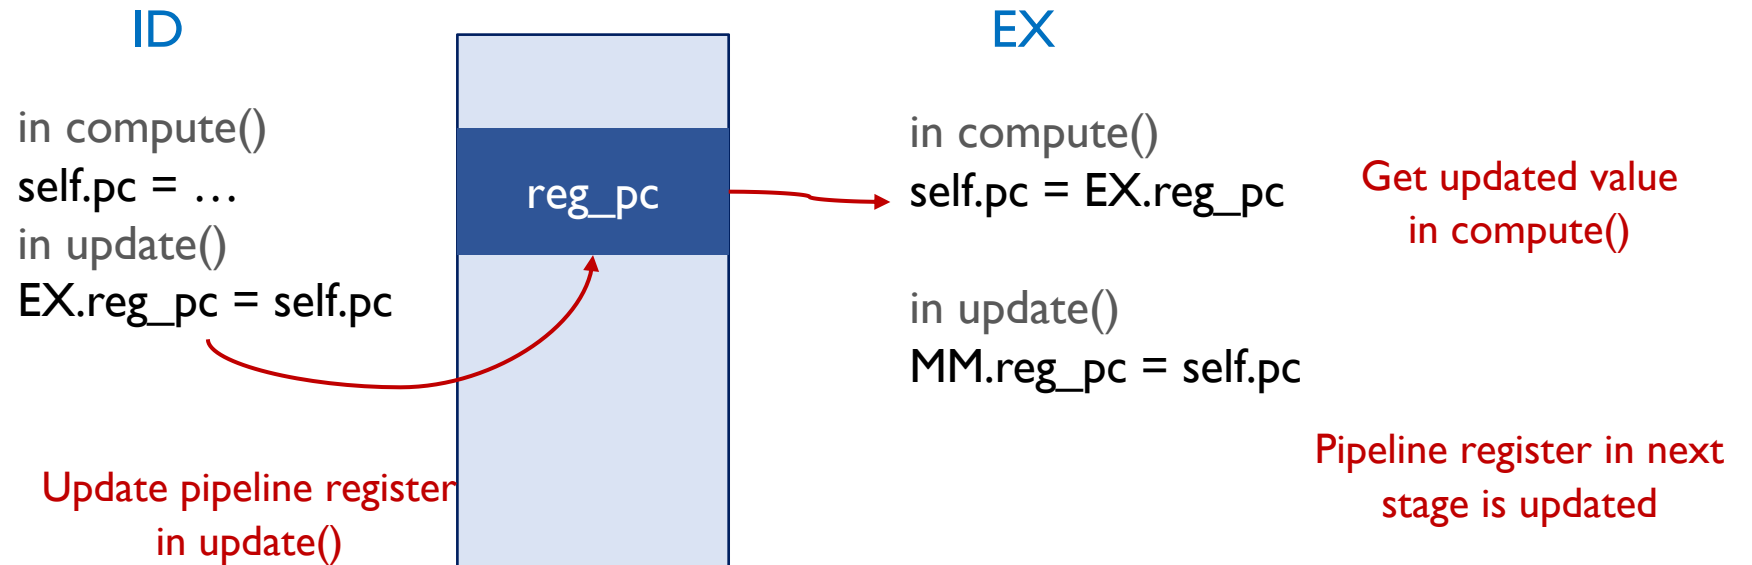 ID
in compute()
self.pc = …
in update()
EX.reg_pc = self.pc
Update pipeline register
in update()
reg_pc
EX
in compute()
self.pc = EX.reg_pc
in update()
MM.reg_pc = self.pc
Get updated value
in compute()
Pipeline register in next
stage is updated